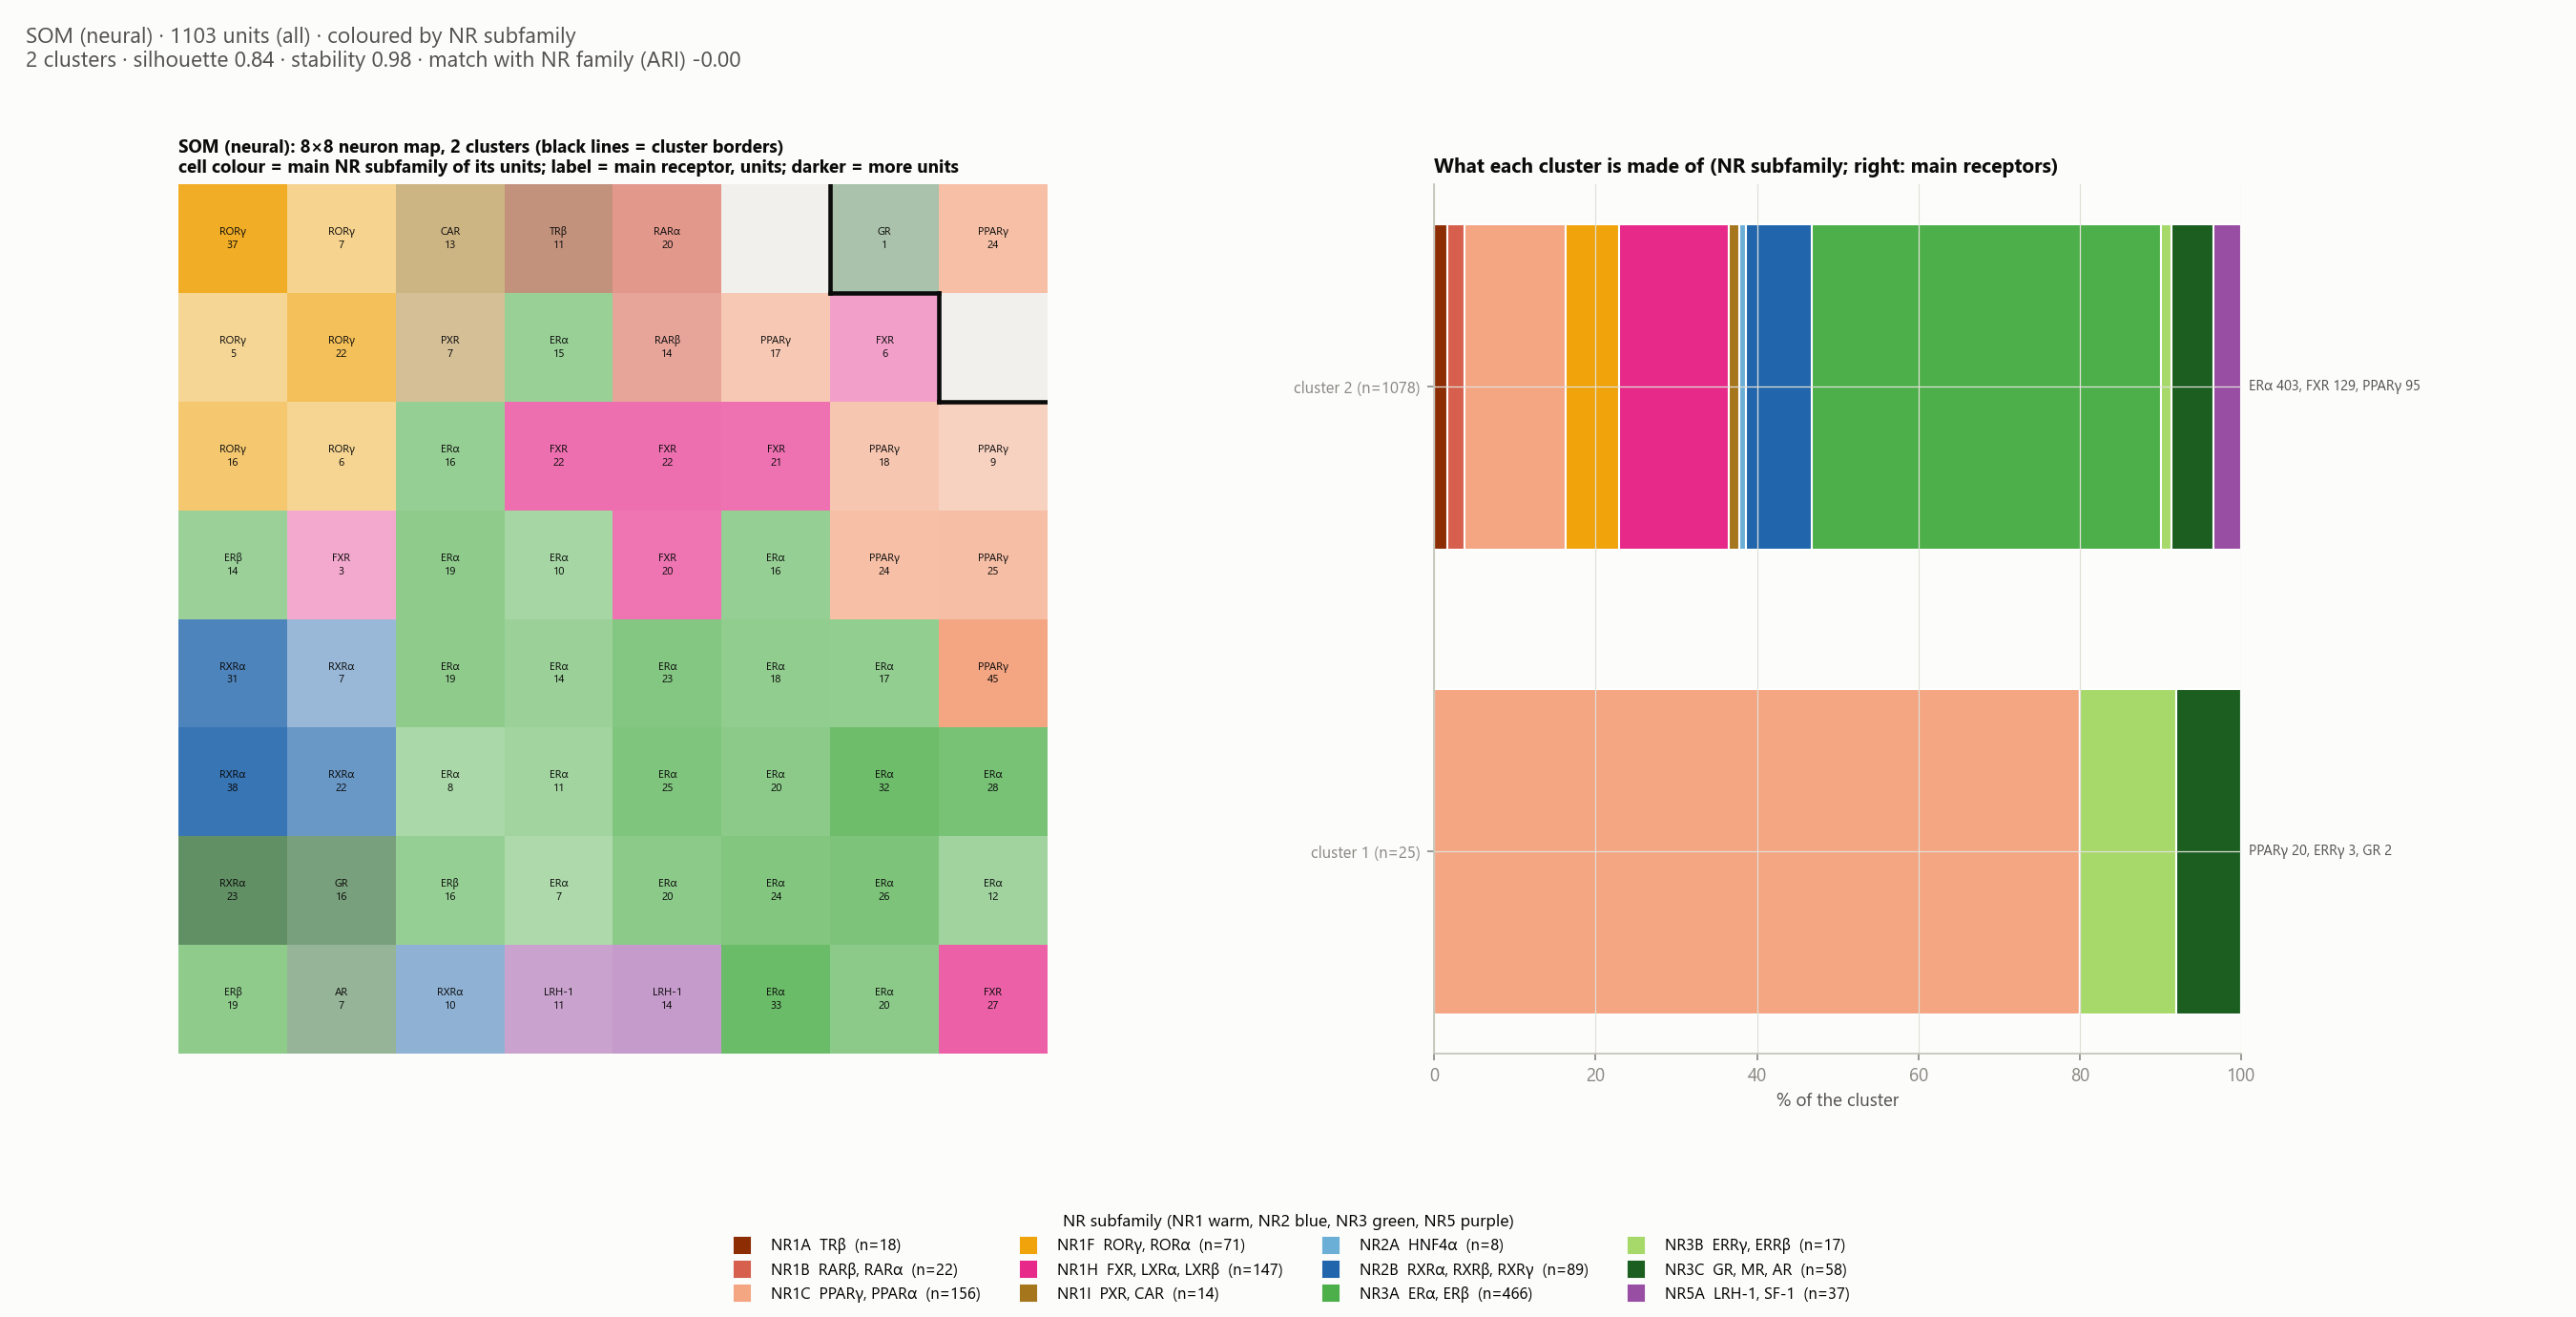 SOM (neural) · 1103 units (all) · coloured by NR subfamily
2 clusters · silhouette 0.84 · stability 0.98 · match with NR family (ARI) -0.00
SOM (neural): 8×8 neuron map, 2 clusters (black lines = cluster borders)
cell colour = main NR subfamily of its units; label = main receptor, units; darker = more units
RORγ RORγ CAR TRβ RARα GR PPARγ
37 7 13 11 20 1 24
RORγ RORγ PXR ERα RARβ PPARγ FXR
5 22 7 15 14 17 6
RORγ RORγ ERα FXR FXR FXR PPARγ PPARγ
16 6 16 22 22 21 18 9
ERβ FXR ERα ERα FXR ERα PPARγ PPARγ
14 3 19 10 20 16 24 25
RXRα RXRα ERα ERα ERα ERα ERα PPARγ
31 7 19 14 23 18 17 45
RXRα RXRα ERα ERα ERα ERα ERα ERα
38 22 8 11 25 20 32 28
RXRα GR ERβ ERα ERα ERα ERα ERα
23 16 16 7 20 24 26 12
ERβ AR RXRα LRH-1 LRH-1 ERα ERα FXR
19 7 10 11 14 33 20 27
What each cluster is made of (NR subfamily; right: main receptors)
cluster 2 (n=1078)
ERα 403, FXR 129, PPARγ 95
cluster 1 (n=25)
PPARγ 20, ERRγ 3, GR 2
0 20 40 60 80 100
% of the cluster
NR subfamily (NR1 warm, NR2 blue, NR3 green, NR5 purple)
NR1A TRβ (n=18)
NR1B RARβ, RARα (n=22)
NR1C PPARγ, PPARα (n=156)
NR1F RORγ, RORα (n=71)
NR1H FXR, LXRα, LXRβ (n=147)
NR1I PXR, CAR (n=14)
NR2A HNF4α (n=8)
NR2B RXRα, RXRβ, RXRγ (n=89)
NR3A ERα, ERβ (n=466)
NR3B ERRγ, ERRβ (n=17)
NR3C GR, MR, AR (n=58)
NR5A LRH-1, SF-1 (n=37)